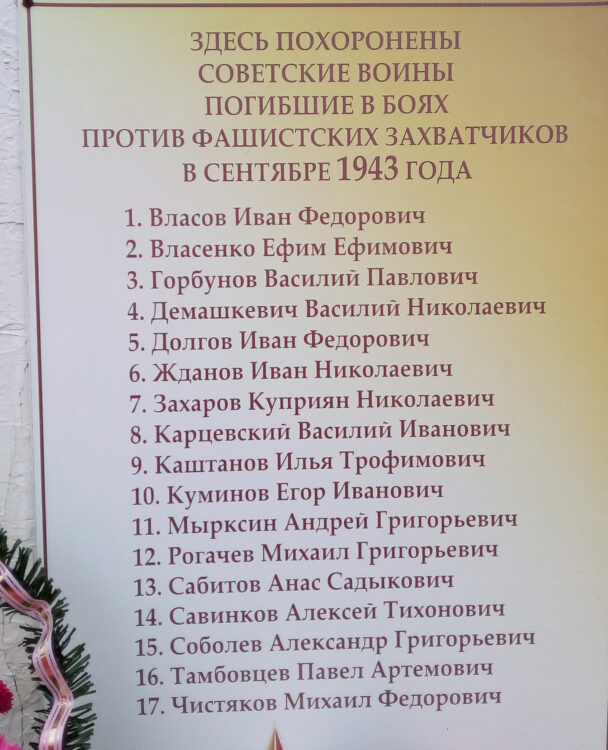 ЗДЕСЬ ПОХОРОНЕНЫ
СОВЕТСКИЕ ВОИНЫ
ПОГИБШИЕ В БОЯХ
ПРОТИВ ФАШИСТСКИХ ЗАХВАТЧИКОВ
В СЕНТЯБРЕ 1943 ГОДА
1. Власов Иван Федорович
2. Власенко Ефим Ефимович
3. Горбунов Василий Павлович
4. Демашкевич Василий Николаевич
5. Долгов Иван Федорович
6. Жданов Иван Николаевич
7. Захаров Куприян Николаевич
8. Карцевский Василий Иванович
9. Каштанов Илья Трофимович
10. Куминов Егор Иванович
11. Мырксин Андрей Григорьевич
12. Рогачев Михаил Григорьевич
13. Сабитов Анас Садыкович
14. Савинков Алексей Тихонович
15. Соболев Александр Григорьевич
16. Тамбовцев Павел Артемович
17. Чистяков Михаил Федорович